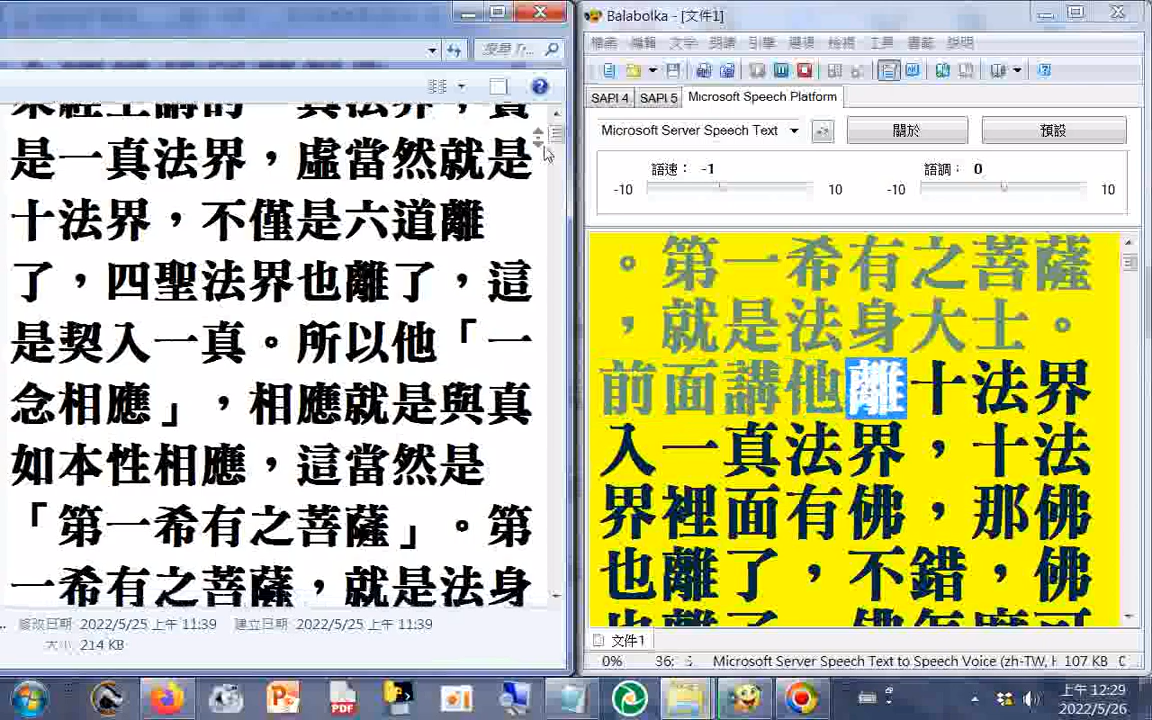 是一真法界，虛當然就是
十法界，不僅是六道離
了，四聖法界也離了，這
是契入一真。所以他「一
念相應」，相應就是與真
如本性相應，這當然是
「第一希有之菩薩」。第
一希有之菩薩，就是法身
修改日期: 2022/5/25 上午 11:39 建立日期: 2022/5/25 上午 11:39
大小: 214 KB
Balabolka - [文件1]
檔案 編輯 文字 朗讀 引擎 選項 檢視 工具 書籤 說明
SAPI 4 SAPI 5 Microsoft Speech Platform
Microsoft Server Speech Text 關於 預設
語速： -1 語調： 0
-10 10 -10 10
。第一希有之菩薩
，就是法身大士。
前面講他離十法界
入一真法界，十法
界裡面有佛，那佛
也離了，不錯，佛
文件1
0% 36: Microsoft Server Speech Text to Speech Voice (zh-TW, 107 KB
PDF
上午 12:29
2022/5/26